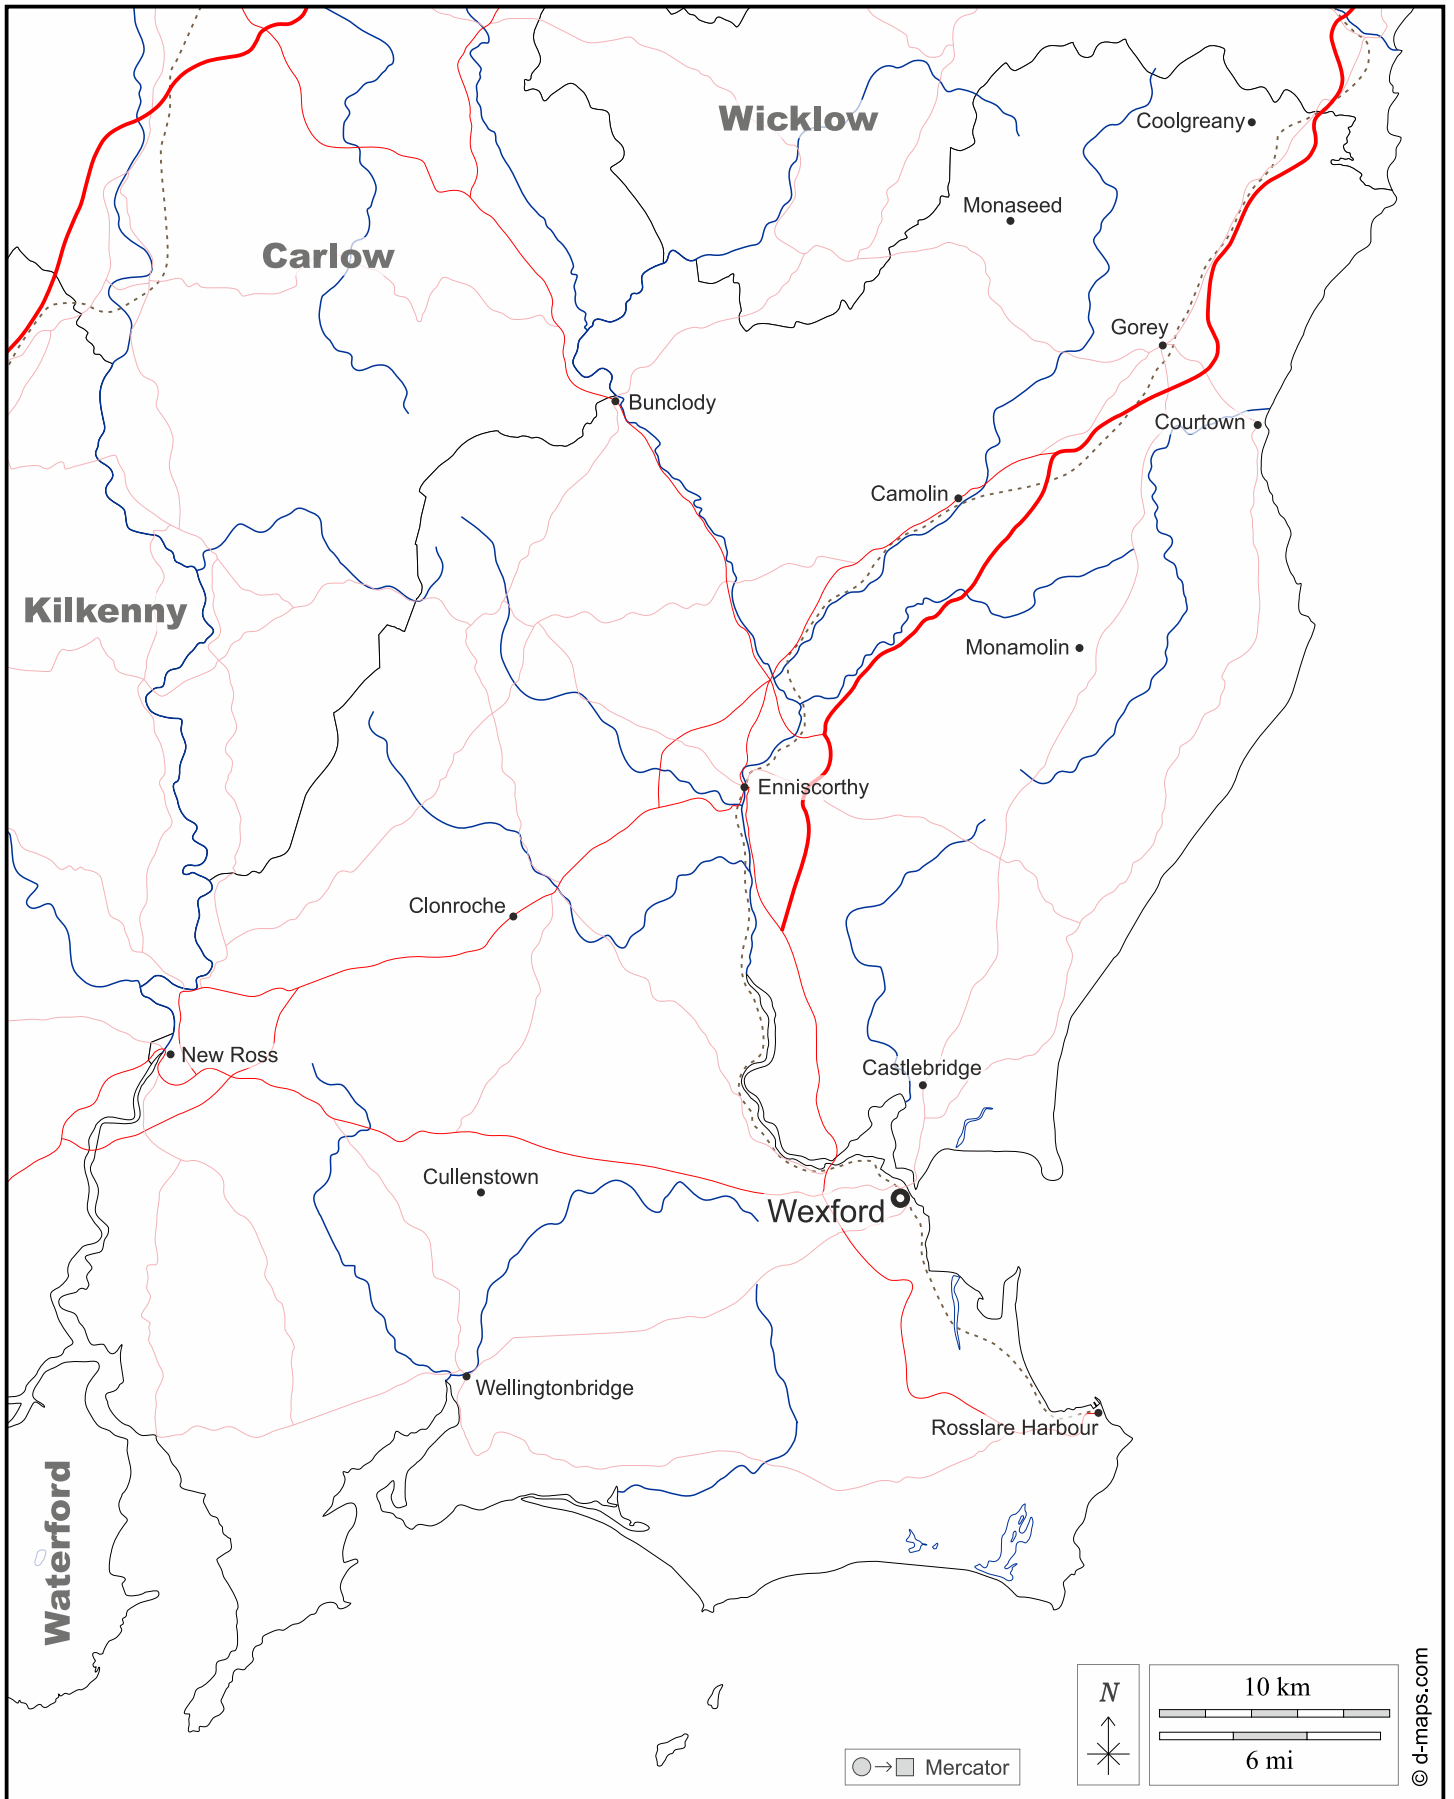 Wicklow
Coolgreany
Monaseed
Carlow
Gorey
Bunclody
Courtown
Camolin
Kilkenny
Monamolin
Enniscorthy
Clonroche
New Ross
Castlebridge
Cullenstown
Wexford
Wellingtonbridge
Rosslare Harbour
Waterford
N
10 km
6 mi
Mercator
© d-maps.com